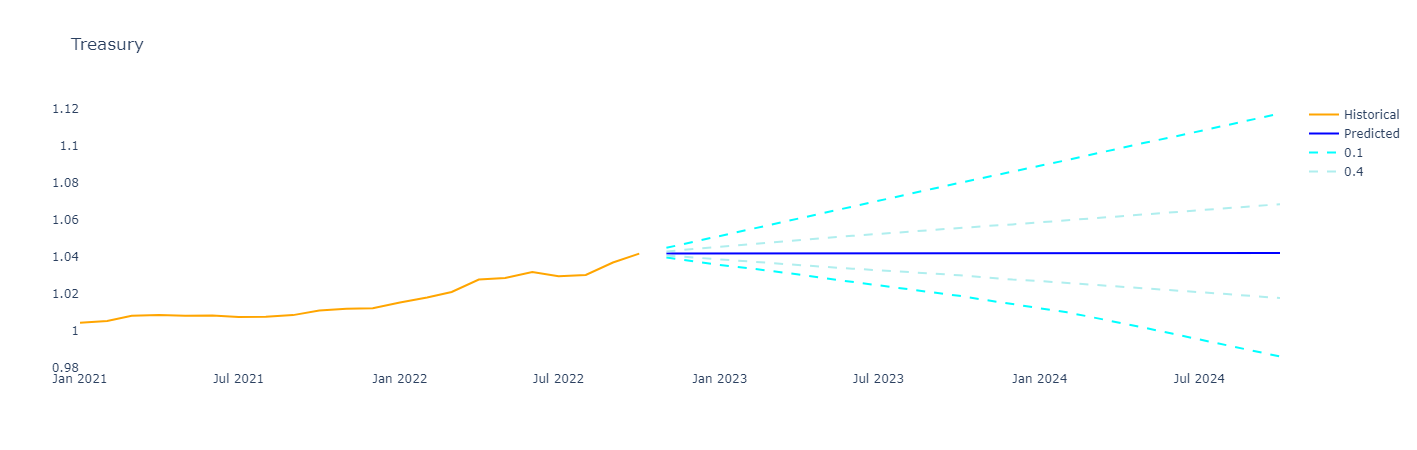 Treasury
1.12
1.1
1.08
1.06
1.04
1.02
1
0.98
Jan 2021
Jul 2021
Jan 2022
Jul 2022
Jan 2023
Jul 2023
Jan 2024
Jul 2024
Historical
Predicted
0.1
0.4